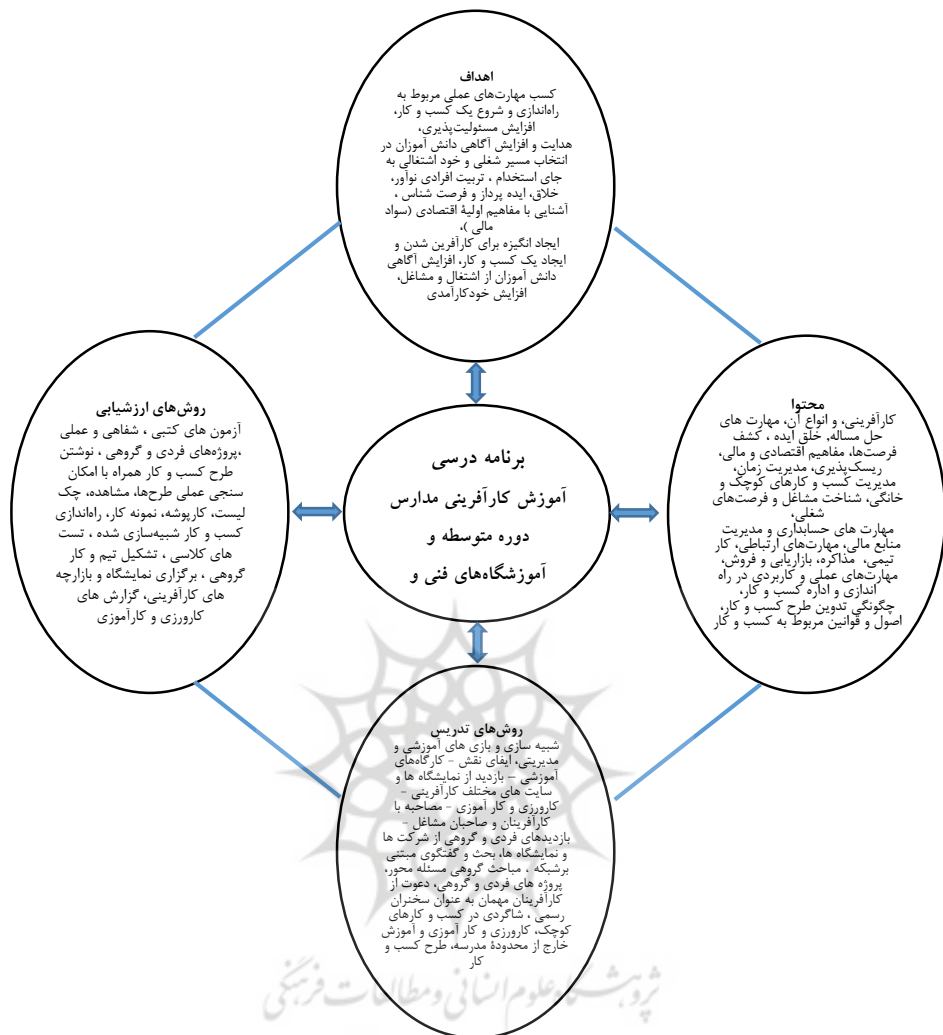 اهداف
کسب مهارت‌های عملی مربوط به
راه‌اندازی و شروع یک کسب و کار،
افزایش مسئولیت‌پذیری،
هدایت و افزایش آگاهی دانش آموزان در
انتخاب مسیر شغلی و خود اشتغالی به
جای استخدام ، تربیت افرادی نوآور،
خلاق، ایده پرداز و فرصت شناس ،
آشنایی با مفاهیم اولیۀ اقتصادی (سواد
مالی )،
ایجاد انگیزه برای کارآفرین شدن و
ایجاد یک کسب و کار، افزایش آگاهی
دانش آموزان از اشتغال و مشاغل،
افزایش خودکارآمدی
محتوا
کارآفرینی، و انواع آن، مهارت های
حل مساله، خلق ایده ، کشف
فرصت‌ها، مفاهیم اقتصادی و مالی،
ریسک‌پذیری، مدیریت زمان،
مدیریت کسب و کارهای کوچک و
خانگی، شناخت مشاغل و فرصت‌های
شغلی،
مهارت های حسابداری و مدیریت
منابع مالی، مهارت‌های ارتباطی، کار
تیمی، مذاکره، بازاریابی و فروش،
مهارت‌های عملی و کاربردی در راه
اندازی و اداره کسب و کار،
چگونگی تدوین طرح کسب و کار،
اصول و قوانین مربوط به کسب و کار
برنامه درسی
آموزش کارآفرینی مدارس
دوره متوسطه و
آموزشگاه‌های فنی و
روش‌های ارزشیابی
آزمون های کتبی ، شفاهی و عملی
،پروژه‌های فردی و گروهی ، نوشتن
طرح کسب و کار همراه با امکان
سنجی عملی طرح‌ها، مشاهده، چک
لیست، کارپوشه، نمونه کار، راه‌اندازی
کسب و کار شبیه‌سازی شده ، تست
های کلاسی ، تشکیل تیم و کار
گروهی ، برگزاری نمایشگاه و بازارچه
های کارآفرینی، گزارش های
کارورزی و کارآموزی
روش‌های تدریس
شبیه سازی و بازی های آموزشی و
مدیریتی، ایفای نقش - کارگاه‌های
آموزشی – بازدید از نمایشگاه ها و
سایت های مختلف کارآفرینی -
کارورزی و کار آموزی - مصاحبه با
کارآفرینان و صاحبان مشاغل -
بازدیدهای فردی و گروهی از شرکت ها
و نمایشگاه ها، بحث و گفتگوی مبتنی
برشبکه ، مباحث گروهی مسئله محور،
پروژه های فردی و گروهی، دعوت از
کارآفرینان مهمان به عنوان سخنران
رسمی ، شاگردی در کسب و کارهای
کوچک، کارورزی و کار آموزی و آموزش
خارج از محدودۀ مدرسه، طرح کسب و
کار
پژوهشگاه علوم انسانی و مطالعات فرهنگی